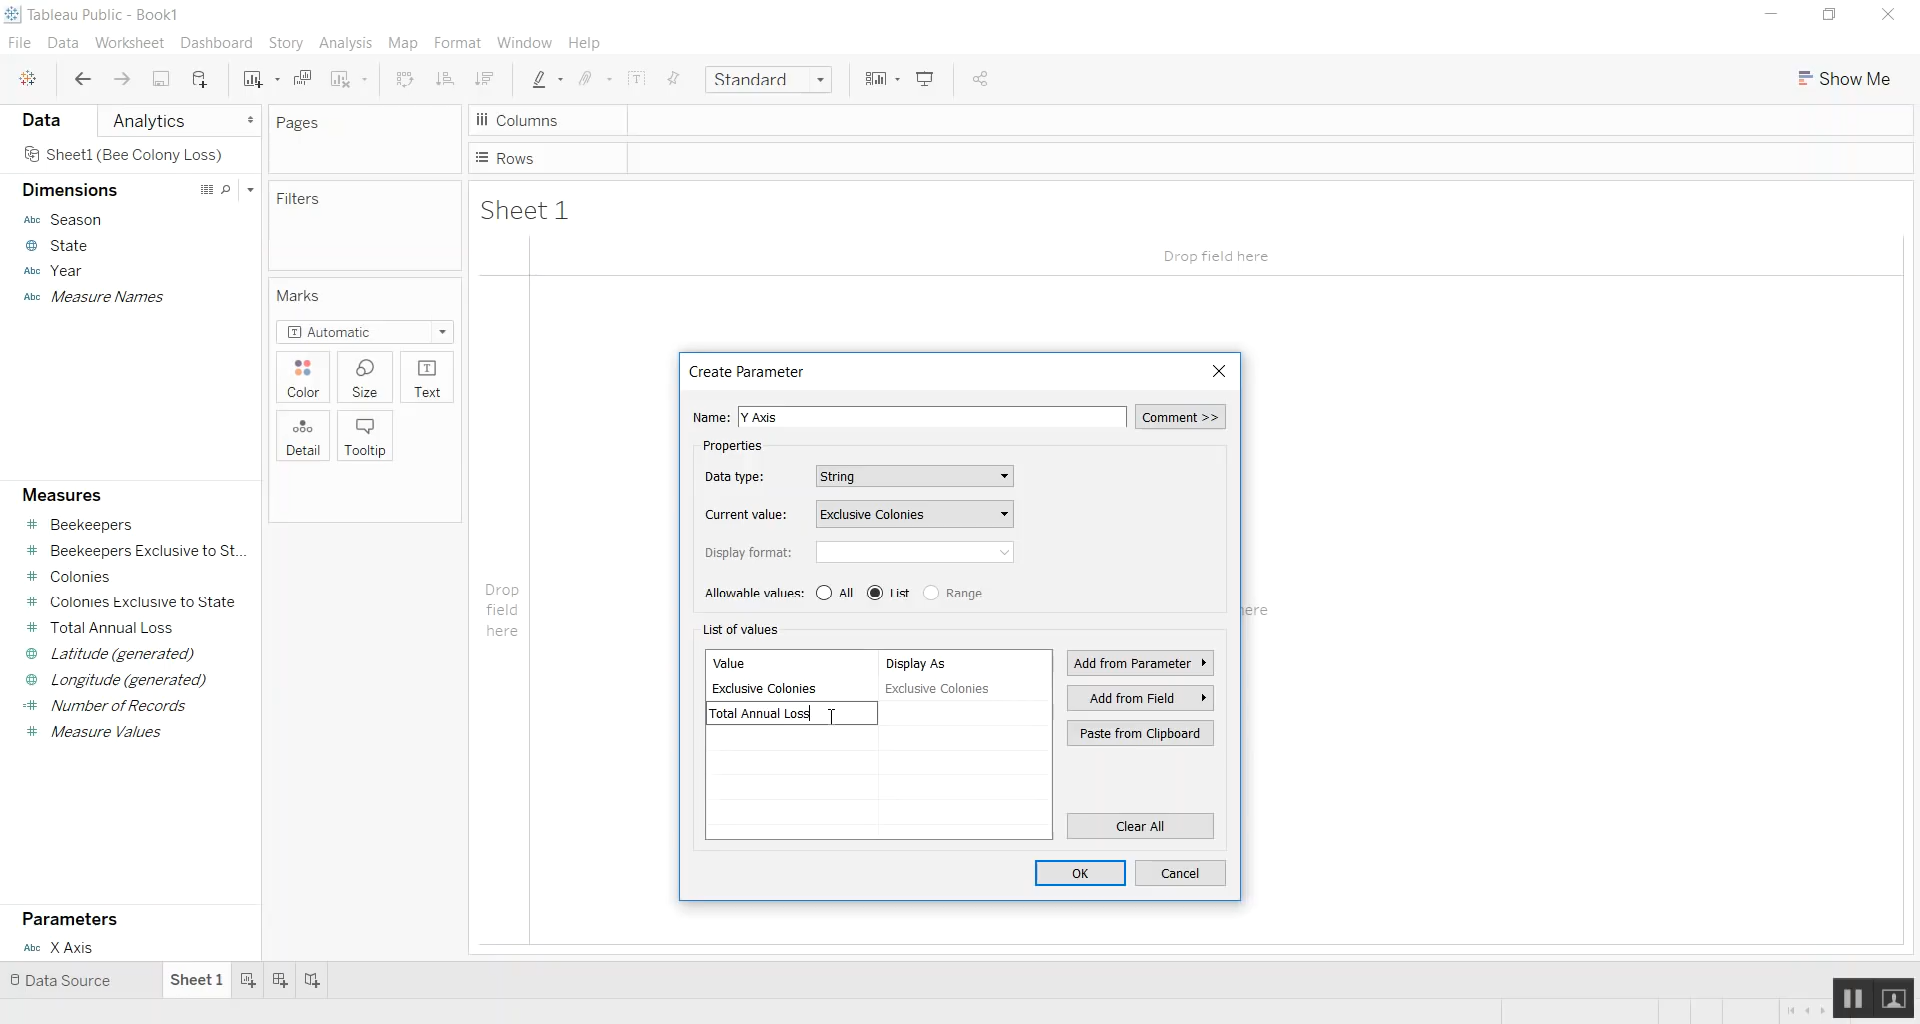 Tableau Public - Book1
File Data Worksheet Dashboard Story Analysis Map Format Window Help
Standard
Show Me
Data
Analytics
Sheet1 (Bee Colony Loss)
Dimensions
Abc Season
State
Abc Year
Abc Measure Names
Measures
# Beekeepers
# Beekeepers Exclusive to St...
# Colonies
# Colonies Exclusive to State
# Total Annual Loss
Latitude (generated)
Longitude (generated)
=# Number of Records
# Measure Values
Parameters
Abc X Axis
Pages
Filters
Marks
T Automatic
Color
Size
T Text
Detail
Tooltip
Columns
Rows
Sheet 1
Drop field here
Drop
field
here
ere
Create Parameter
Name: Y Axis
Comment >>
Properties
Data type: String
Current value: Exclusive Colonies
Display format:
Allowable values: All List Range
List of values
Value Display As
Exclusive Colonies Exclusive Colonies
Total Annual Loss
Add from Parameter
Add from Field
Paste from Clipboard
Clear All
OK
Cancel
Data Source
Sheet 1